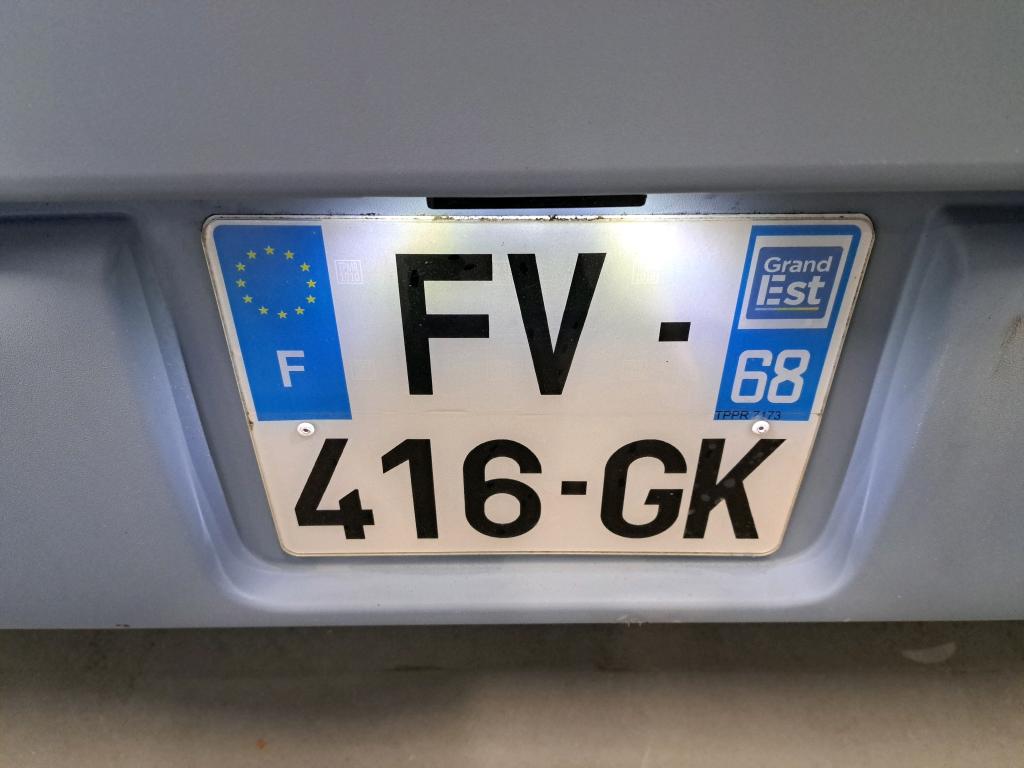 FV-
Grand
Est
F
68
TPPR 7173
416-GK